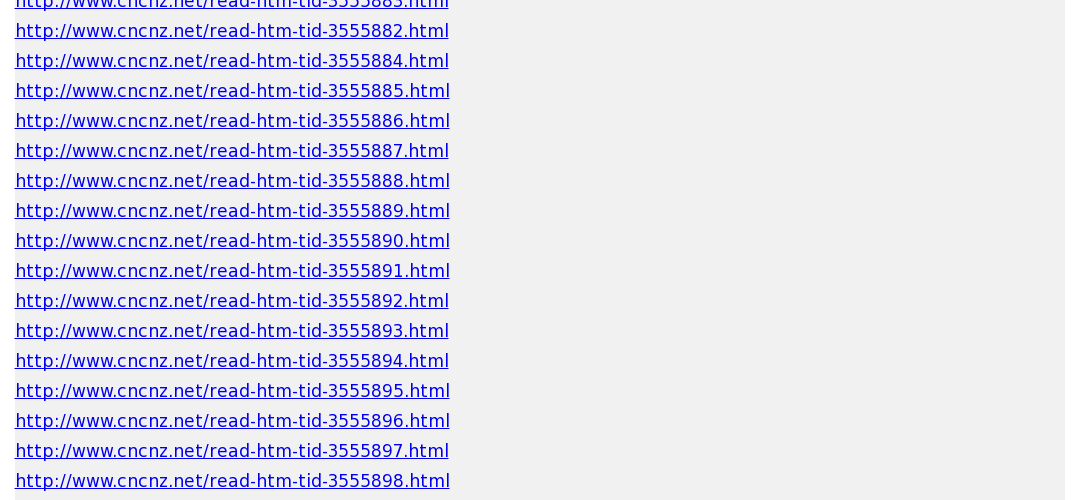 http://www.cncnz.net/read-htm-tid-3555883.html
http://www.cncnz.net/read-htm-tid-3555882.html
http://www.cncnz.net/read-htm-tid-3555884.html
http://www.cncnz.net/read-htm-tid-3555885.html
http://www.cncnz.net/read-htm-tid-3555886.html
http://www.cncnz.net/read-htm-tid-3555887.html
http://www.cncnz.net/read-htm-tid-3555888.html
http://www.cncnz.net/read-htm-tid-3555889.html
http://www.cncnz.net/read-htm-tid-3555890.html
http://www.cncnz.net/read-htm-tid-3555891.html
http://www.cncnz.net/read-htm-tid-3555892.html
http://www.cncnz.net/read-htm-tid-3555893.html
http://www.cncnz.net/read-htm-tid-3555894.html
http://www.cncnz.net/read-htm-tid-3555895.html
http://www.cncnz.net/read-htm-tid-3555896.html
http://www.cncnz.net/read-htm-tid-3555897.html
http://www.cncnz.net/read-htm-tid-3555898.html